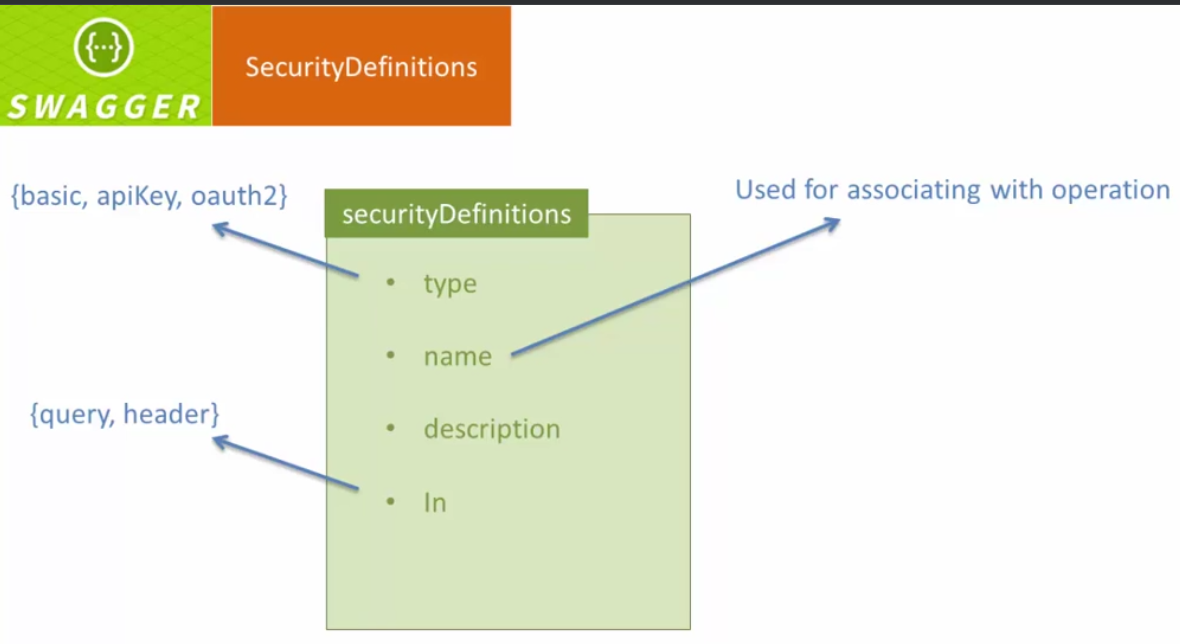 {···}
SWAGGER
SecurityDefinitions
{basic, apiKey, oauth2}
securityDefinitions
Used for associating with operation
• type
• name
{query, header}
• description
• In